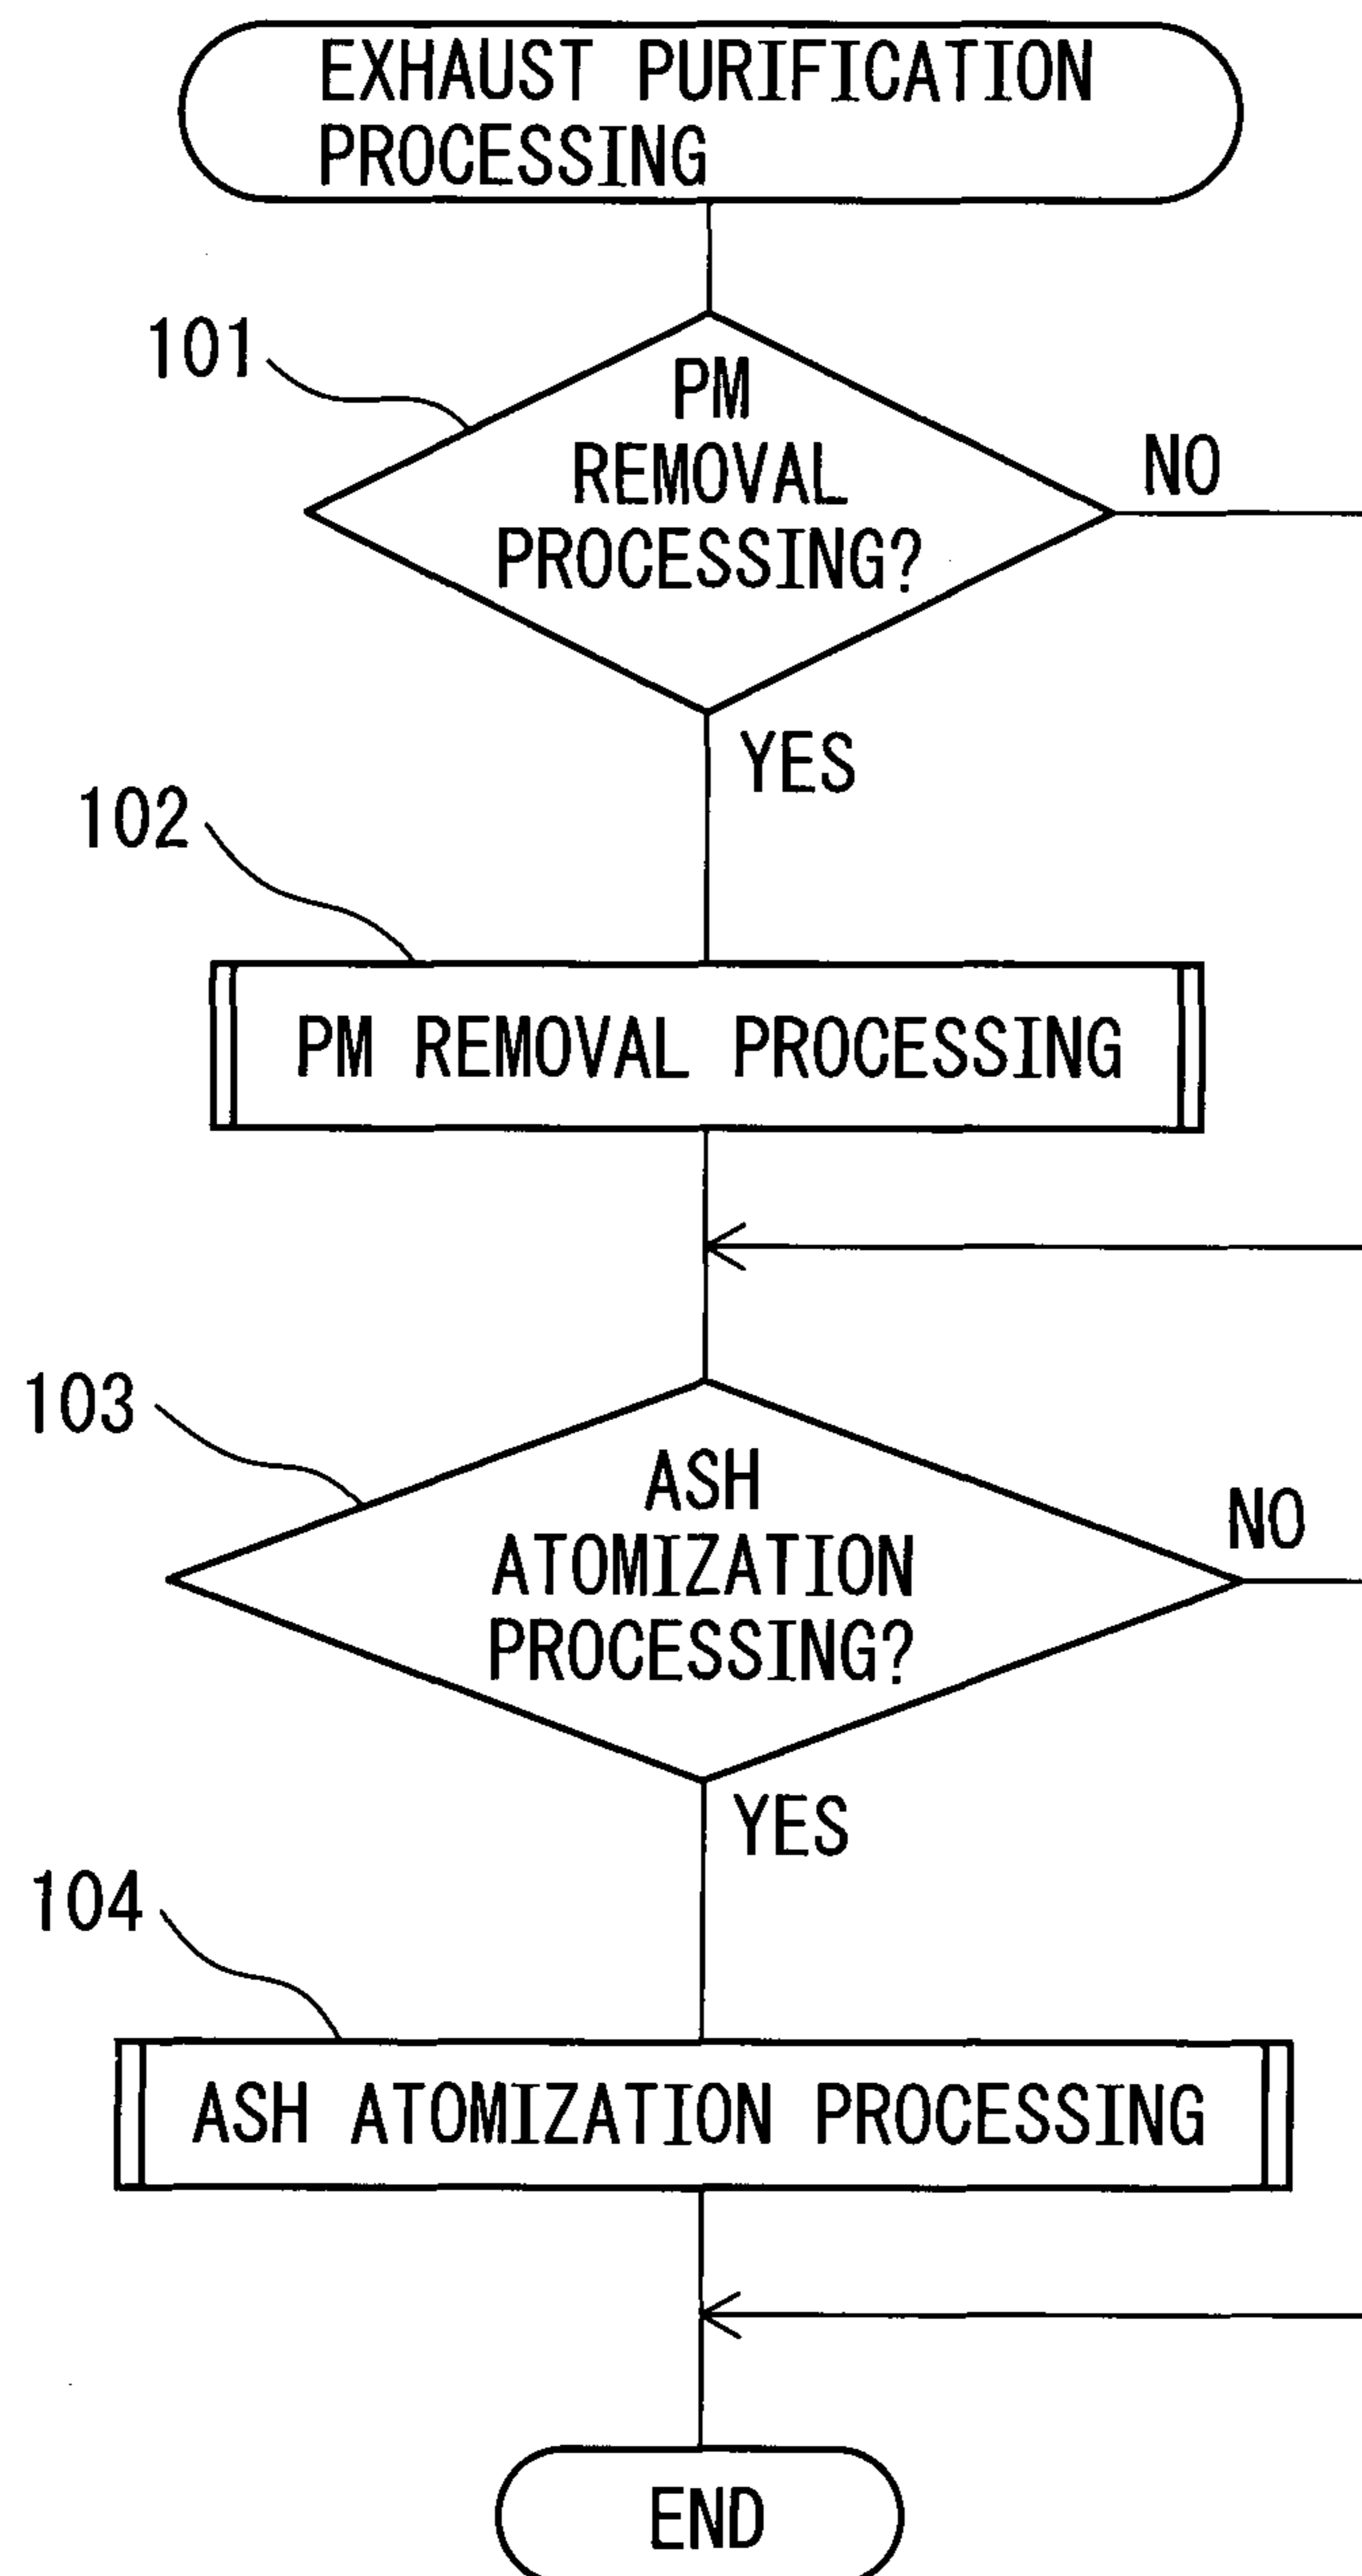 EXHAUST PURIFICATION
PROCESSING
101
PM
REMOVAL
PROCESSING?
NO
YES
102
PM REMOVAL PROCESSING
103
ASH
ATOMIZATION
PROCESSING?
NO
YES
104
ASH ATOMIZATION PROCESSING
END